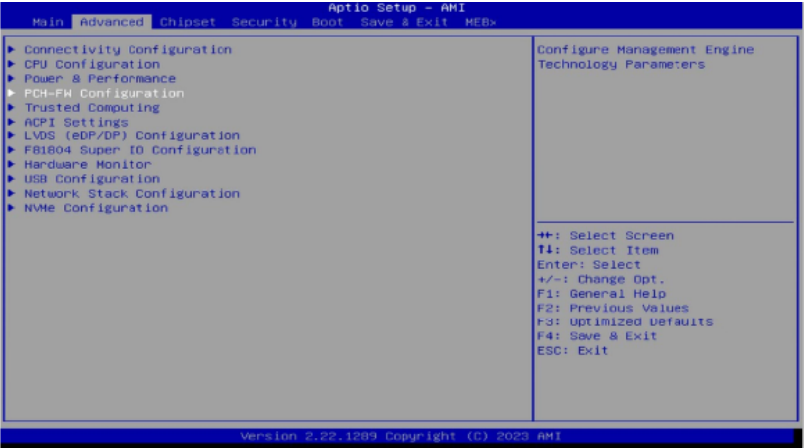 Aptio Setup - AMI
Main Advanced Chipset Security Boot Save & Exit MEBx
Connectivity Configuration
CPU Configuration
Power & Performance
PCH-FW Configuration
Trusted Computing
ACPI Settings
LVDS (eDP/DP) Configuration
F81804 Super IO Configuration
Hardware Monitor
USB Configuration
Network Stack Configuration
NVMe Configuration
Configure Management Engine
Technology Parameters
→←: Select Screen
↑↓: Select Item
Enter: Select
+/-: Change Opt.
F1: General Help
F2: Previous Values
F3: Optimized Defaults
F4: Save & Exit
ESC: Exit
Version 2.22.1289 Copyright (C) 2023 AMI